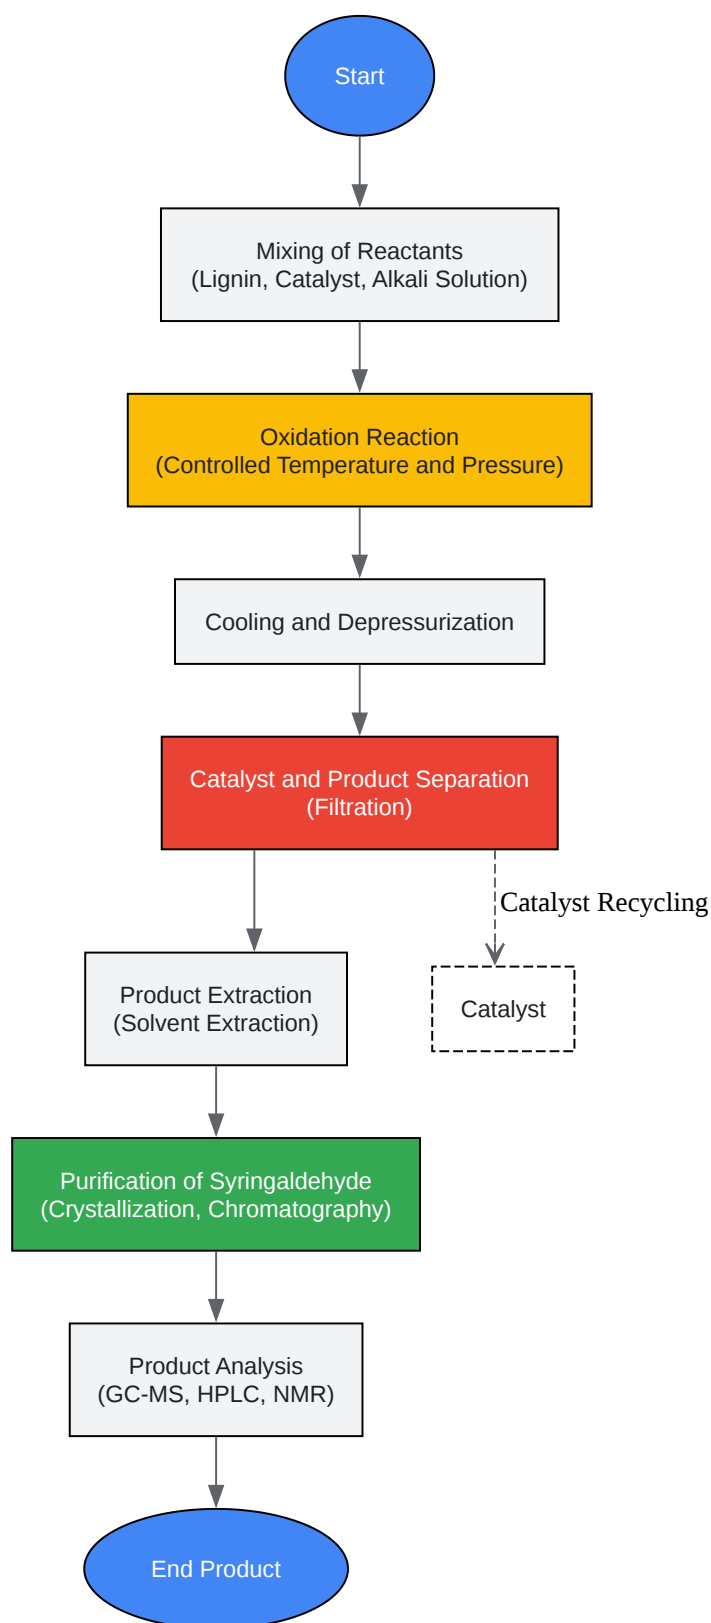 Start
Mixing of Reactants
(Lignin, Catalyst, Alkali Solution)
Oxidation Reaction
(Controlled Temperature and Pressure)
Cooling and Depressurization
Catalyst and Product Separation
(Filtration)
Catalyst Recycling
Product Extraction
(Solvent Extraction)
Catalyst
Purification of Syringaldehyde
(Crystallization, Chromatography)
Product Analysis
(GC-MS, HPLC, NMR)
End Product